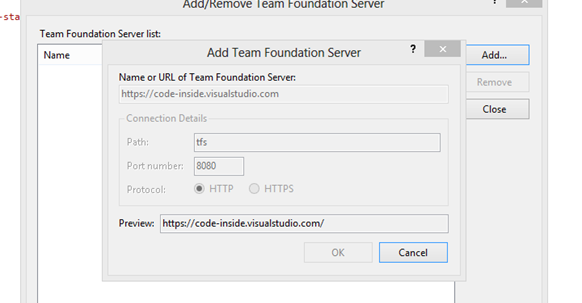 Add/Remove Team Foundation Server
-sta
Team Foundation Server list:
Name
Add...
Remove
Close
Add Team Foundation Server
?
Name or URL of Team Foundation Server:
https://code-inside.visualstudio.com
Connection Details
Path:
tfs
Port number:
8080
Protocol:
HTTP
HTTPS
Preview:
https://code-inside.visualstudio.com/
OK
Cancel